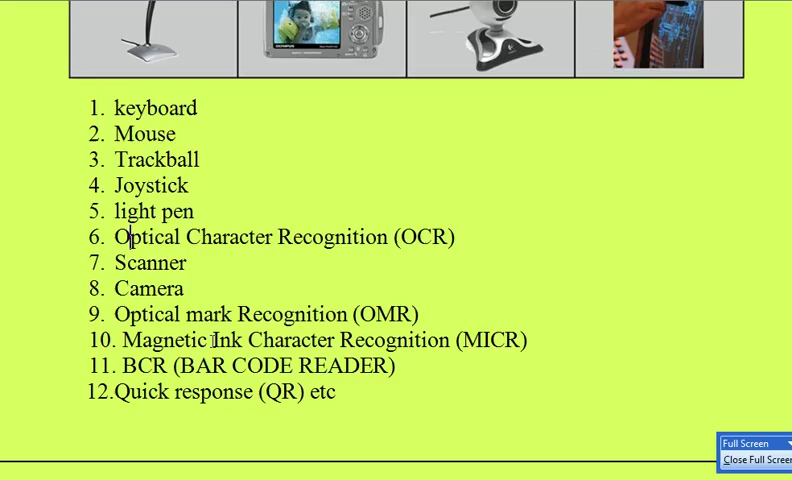 OLYMPUS
1. keyboard
2. Mouse
3. Trackball
4. Joystick
5. light pen
6. Optical Character Recognition (OCR)
7. Scanner
8. Camera
9. Optical mark Recognition (OMR)
10. Magnetic Ink Character Recognition (MICR)
11. BCR (BAR CODE READER)
12.Quick response (QR) etc
Full Screen
Close Full Screen